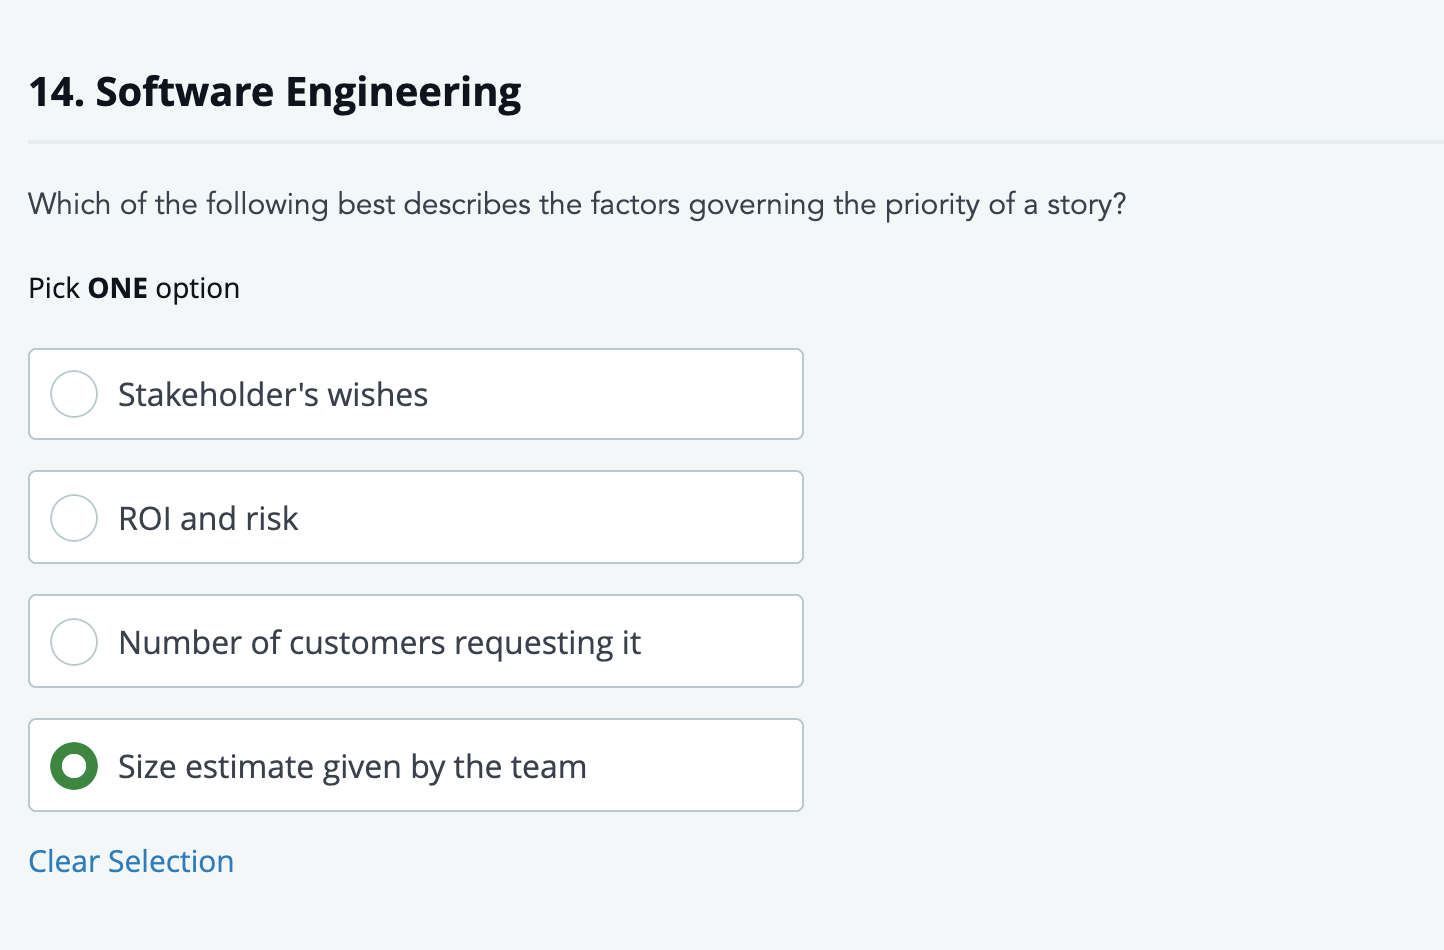 14. Software Engineering
Which of the following best describes the factors governing the priority of a story?
Pick ONE option
Stakeholder's wishes
ROI and risk
Number of customers requesting it
Size estimate given by the team
Clear Selection